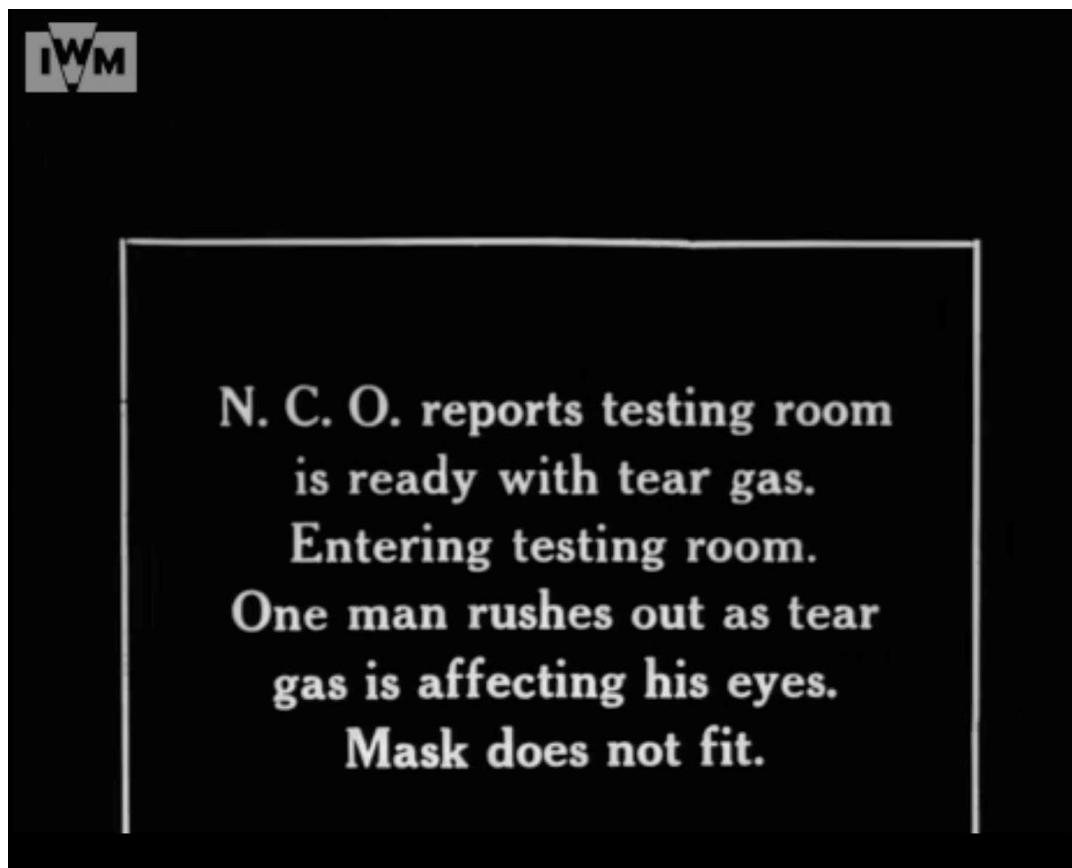 IWM
N. C. O. reports testing room
is ready with tear gas.
Entering testing room.
One man rushes out as tear
gas is affecting his eyes.
Mask does not fit.